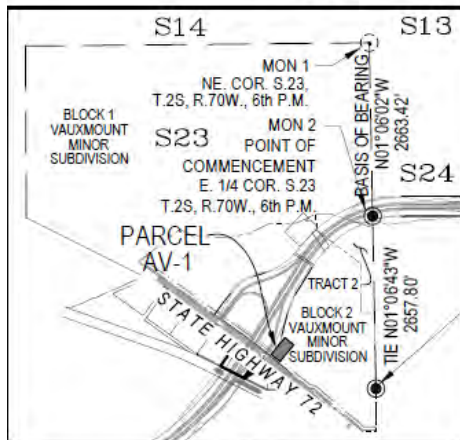 S14
S13
MON 1
NE. COR. S.23,
T.2S, R.70W., 6th P.M.
BLOCK 1
VAUXMOUNT
MINOR
SUBDIVISION
S23
MON 2
POINT OF
COMMENCEMENT
E. 1/4 COR. S.23
T.2S, R.70W., 6th P.M.
BASIS OF BEARING
N01°06'02"W
2663.42'
S24
PARCEL
AV-1
TRACT 2
BLOCK 2
VAUXMOUNT
MINOR
SUBDIVISION
STATE HIGHWAY 72
TIE N01°06'43"W
2657.80'